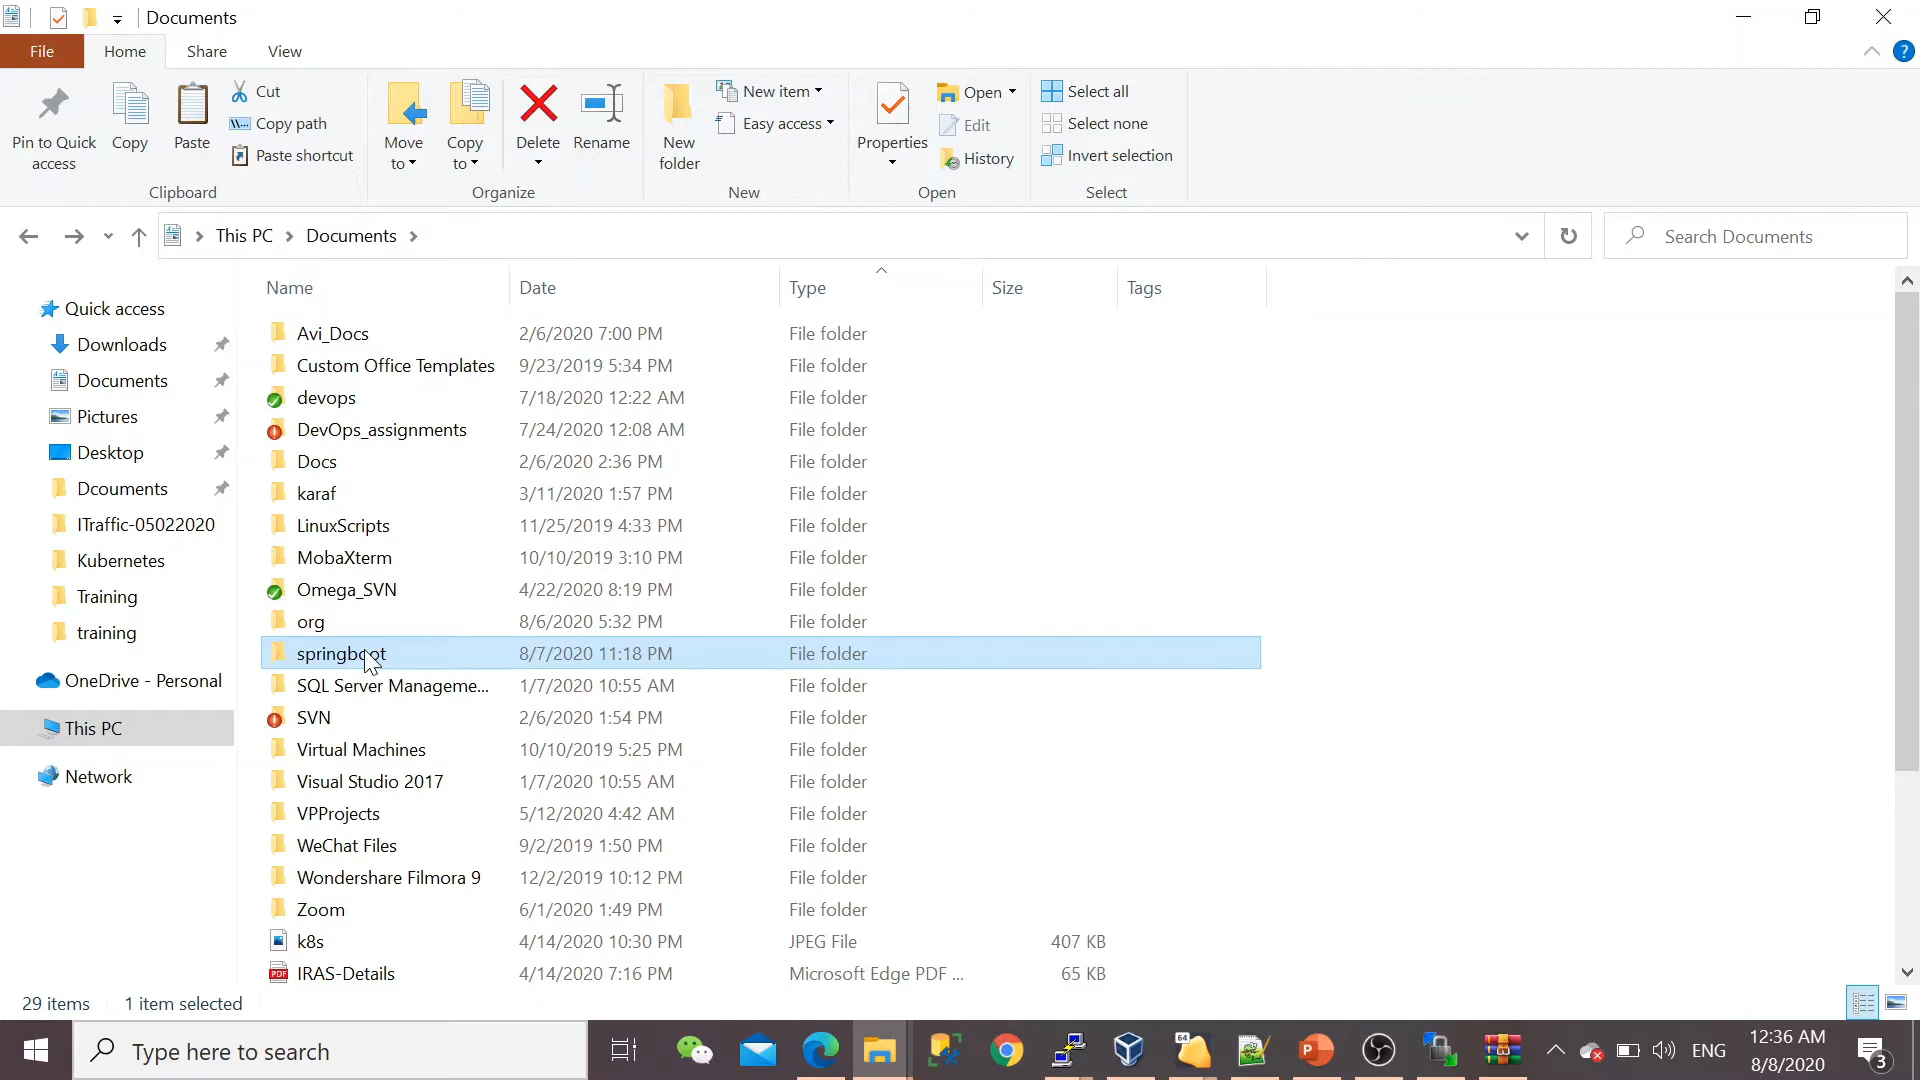 Documents
File Home Share View
Pin to Quick access
Copy
Paste
Cut
Copy path
Paste shortcut
Clipboard
Move to
Copy to
Delete
Rename
Organize
New folder
New item
Easy access
New
Properties
Open
Edit
History
Open
Select all
Select none
Invert selection
Select
This PC Documents
Search Documents
Quick access
Downloads
Documents
Pictures
Desktop
Dcouments
ITraffic-05022020
Kubernetes
Training
training
OneDrive - Personal
This PC
Network
Name Date Type Size Tags
Avi_Docs 2/6/2020 7:00 PM File folder
Custom Office Templates 9/23/2019 5:34 PM File folder
devops 7/18/2020 12:22 AM File folder
DevOps_assignments 7/24/2020 12:08 AM File folder
Docs 2/6/2020 2:36 PM File folder
karaf 3/11/2020 1:57 PM File folder
LinuxScripts 11/25/2019 4:33 PM File folder
MobaXterm 10/10/2019 3:10 PM File folder
Omega_SVN 4/22/2020 8:19 PM File folder
org 8/6/2020 5:32 PM File folder
springboot 8/7/2020 11:18 PM File folder
SQL Server Manageme... 1/7/2020 10:55 AM File folder
SVN 2/6/2020 1:54 PM File folder
Virtual Machines 10/10/2019 5:25 PM File folder
Visual Studio 2017 1/7/2020 10:55 AM File folder
VPProjects 5/12/2020 4:42 AM File folder
WeChat Files 9/2/2019 1:50 PM File folder
Wondershare Filmora 9 12/2/2019 10:12 PM File folder
Zoom 6/1/2020 1:49 PM File folder
k8s 4/14/2020 10:30 PM JPEG File 407 KB
PDF IRAS-Details 4/14/2020 7:16 PM Microsoft Edge PDF ... 65 KB
29 items 1 item selected
Type here to search
64
P
ENG
12:36 AM
8/8/2020
3